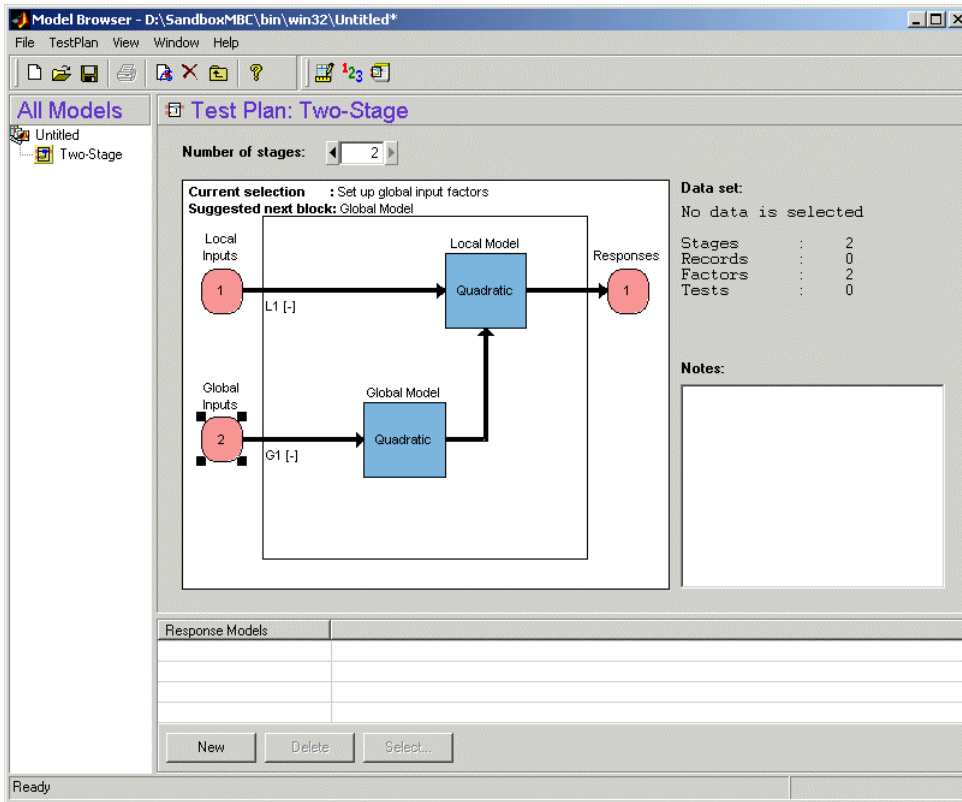 Model Browser - D:\SandboxMBC\bin\win32\Untitled*
File TestPlan View Window Help
? 1 2 3
All Models
Untitled
Two-Stage
Test Plan: Two-Stage
Number of stages: 2
Current selection : Set up global input factors
Suggested next block: Global Model
Local
Inputs
1
L1 [-]
Local Model
Quadratic
Responses
1
Global
Inputs
2
G1 [-]
Global Model
Quadratic
Data set:
No data is selected
Stages : 2
Records : 0
Factors : 2
Tests : 0
Notes:
Response Models
New Delete Select...
Ready